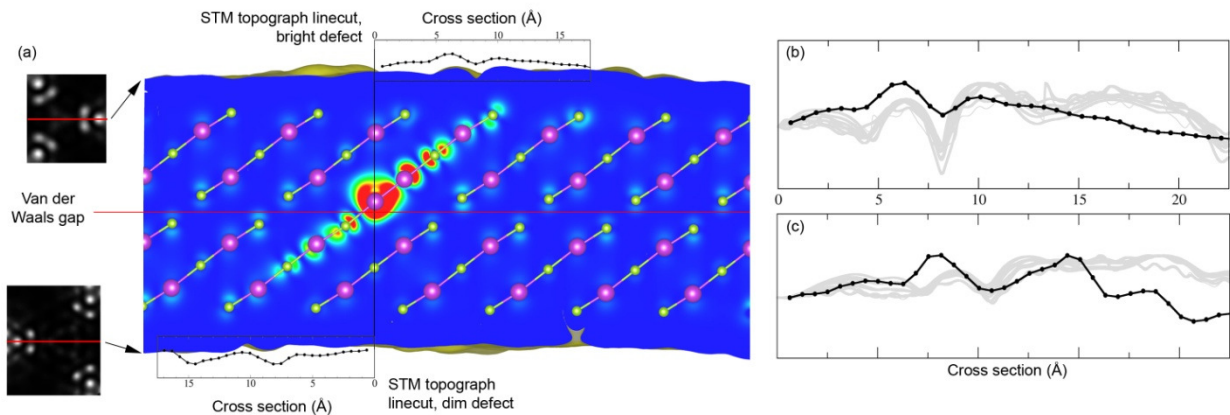 STM topograph linecut,
bright defect
Cross section (Å)
0 5 10 15
(a)
Van der
Waals gap
15 10 5 0
Cross section (Å)
STM topograph
linecut, dim defect
(b)
0 5 10 15 20
(c)
Cross section (Å)